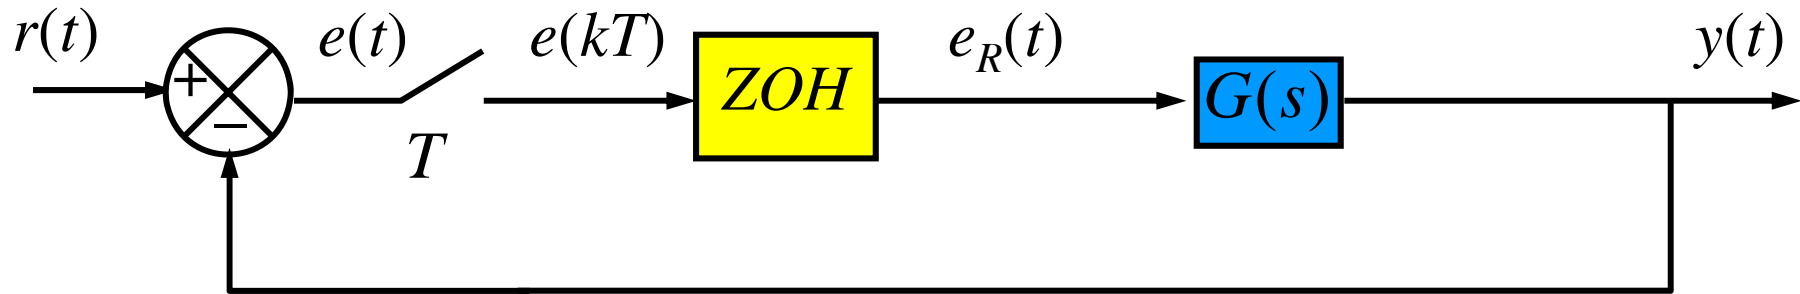 r(t)
e(t)
e(kT)
e_R(t)
y(t)
+
ZOH
G(s)
−
T